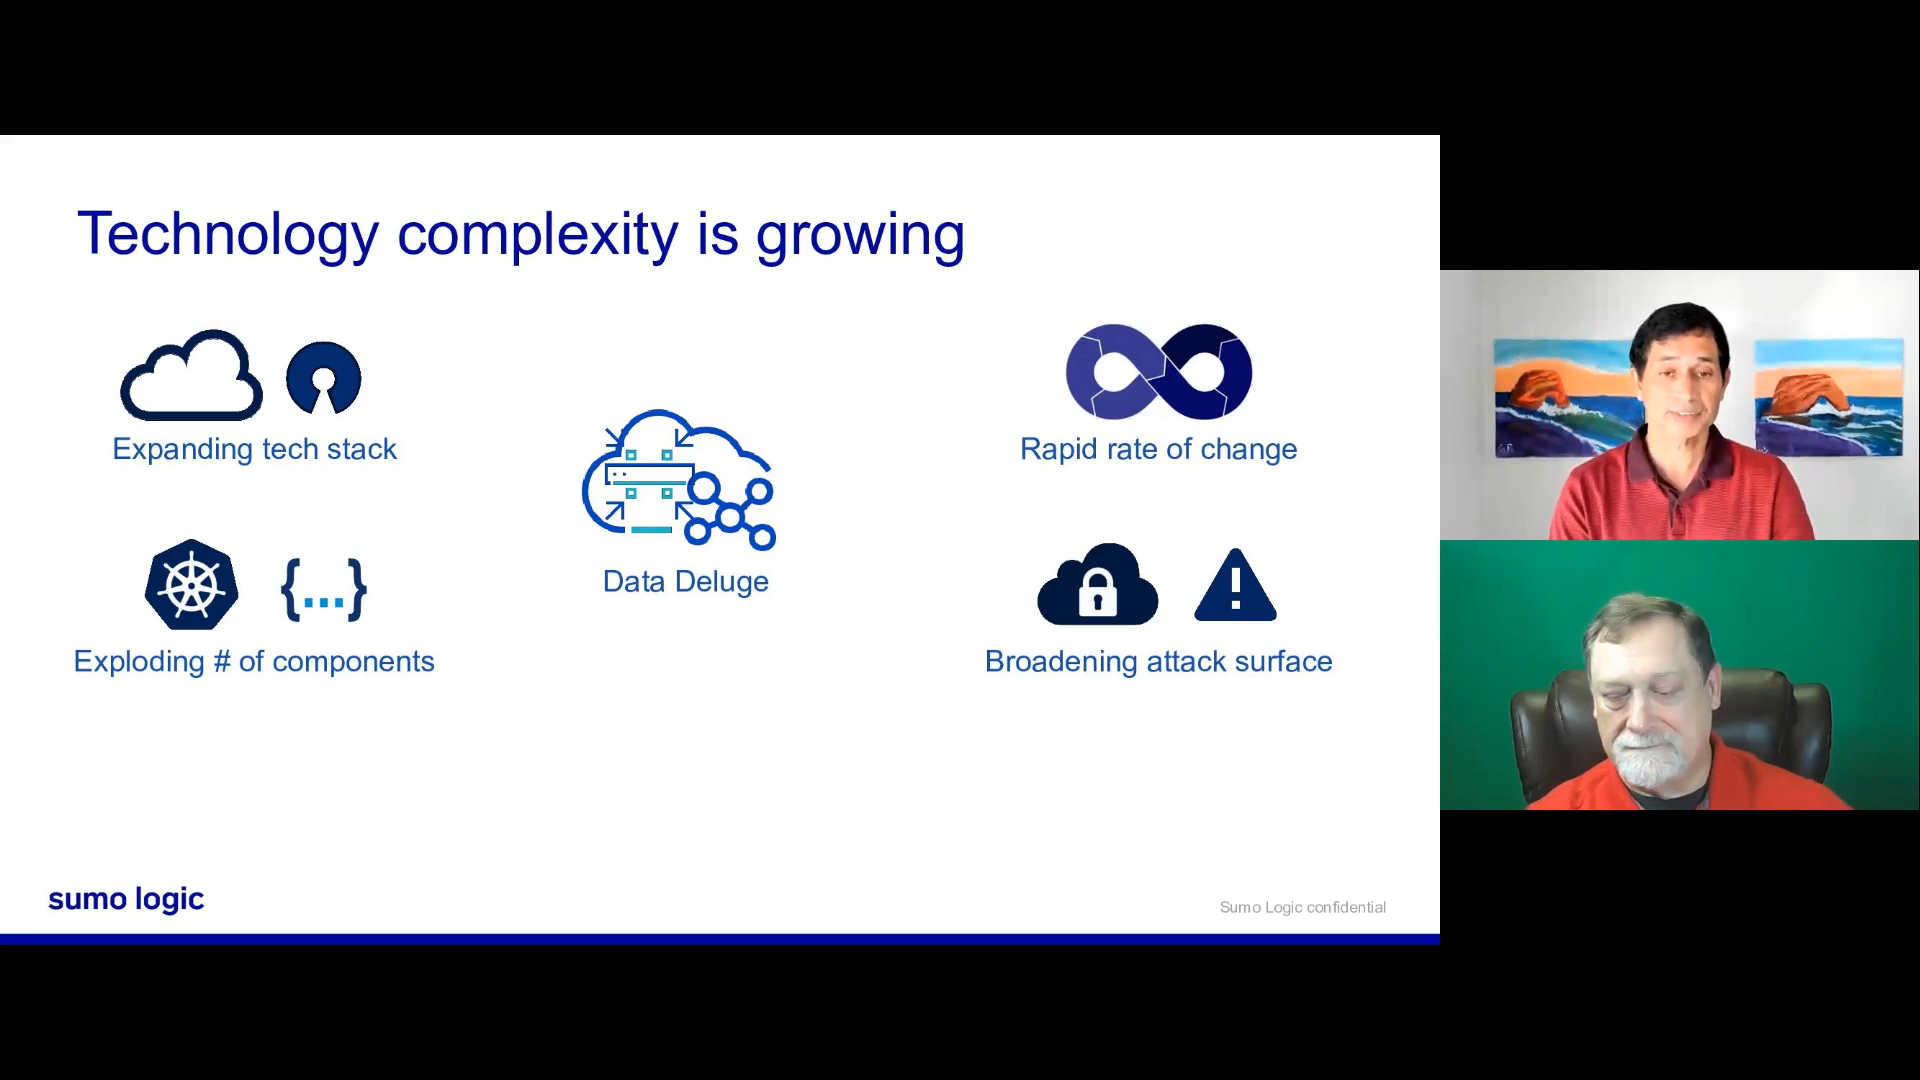 Technology complexity is growing
Expanding tech stack
Rapid rate of change
Data Deluge
{...}
Exploding # of components
Broadening attack surface
sumo logic
Sumo Logic confidential